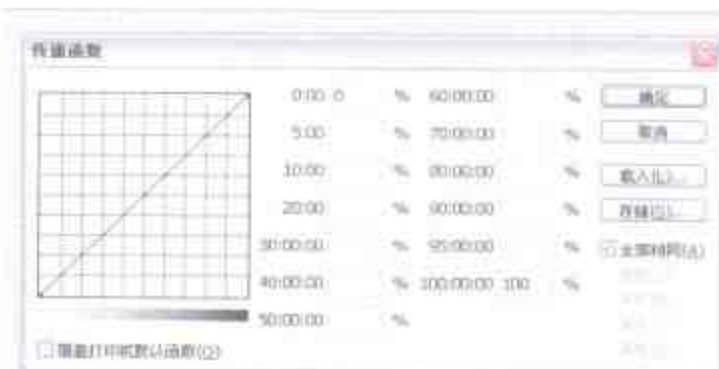 传递函数
0:00 0 % 60:00:00 % 确定
5:00 % 70:00:00 % 取消
10:00 % 80:00:00 % 载入(L)...
20:00 % 90:00:00 % 存储(S)...
30:00:00 % 95:00:00 % 全部相同(A)
40:00:00 % 100:00:00 100 %
50:00:00 %
覆盖打印机默认函数(O)